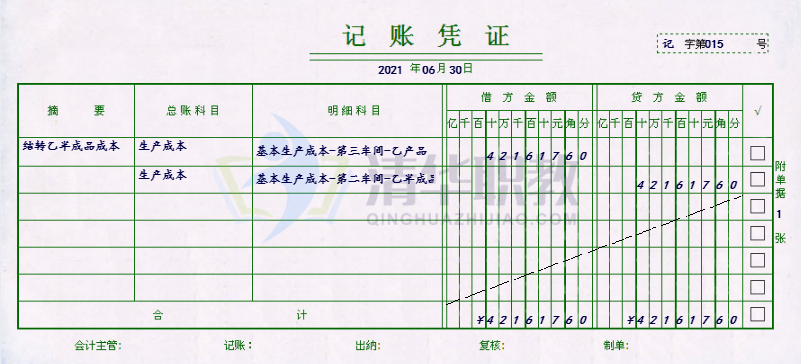 记账凭证
记 字第015 号
2021 年 06 月 30 日
摘 要 总账科目 明细科目 借方金额 贷方金额 √
亿千百十万千百十元角分 亿千百十万千百十元角分
结转乙半成品成本 生产成本 基本生产成本-第三车间-乙产品 42161760
生产成本 基本生产成本-第二车间-乙半成品 42161760
合 计 ¥42161760 ¥42161760
附单据 1 张
会计主管: 记账: 出纳: 复核: 制单:
清华职教
QINGHUAZHIJIAO.COM